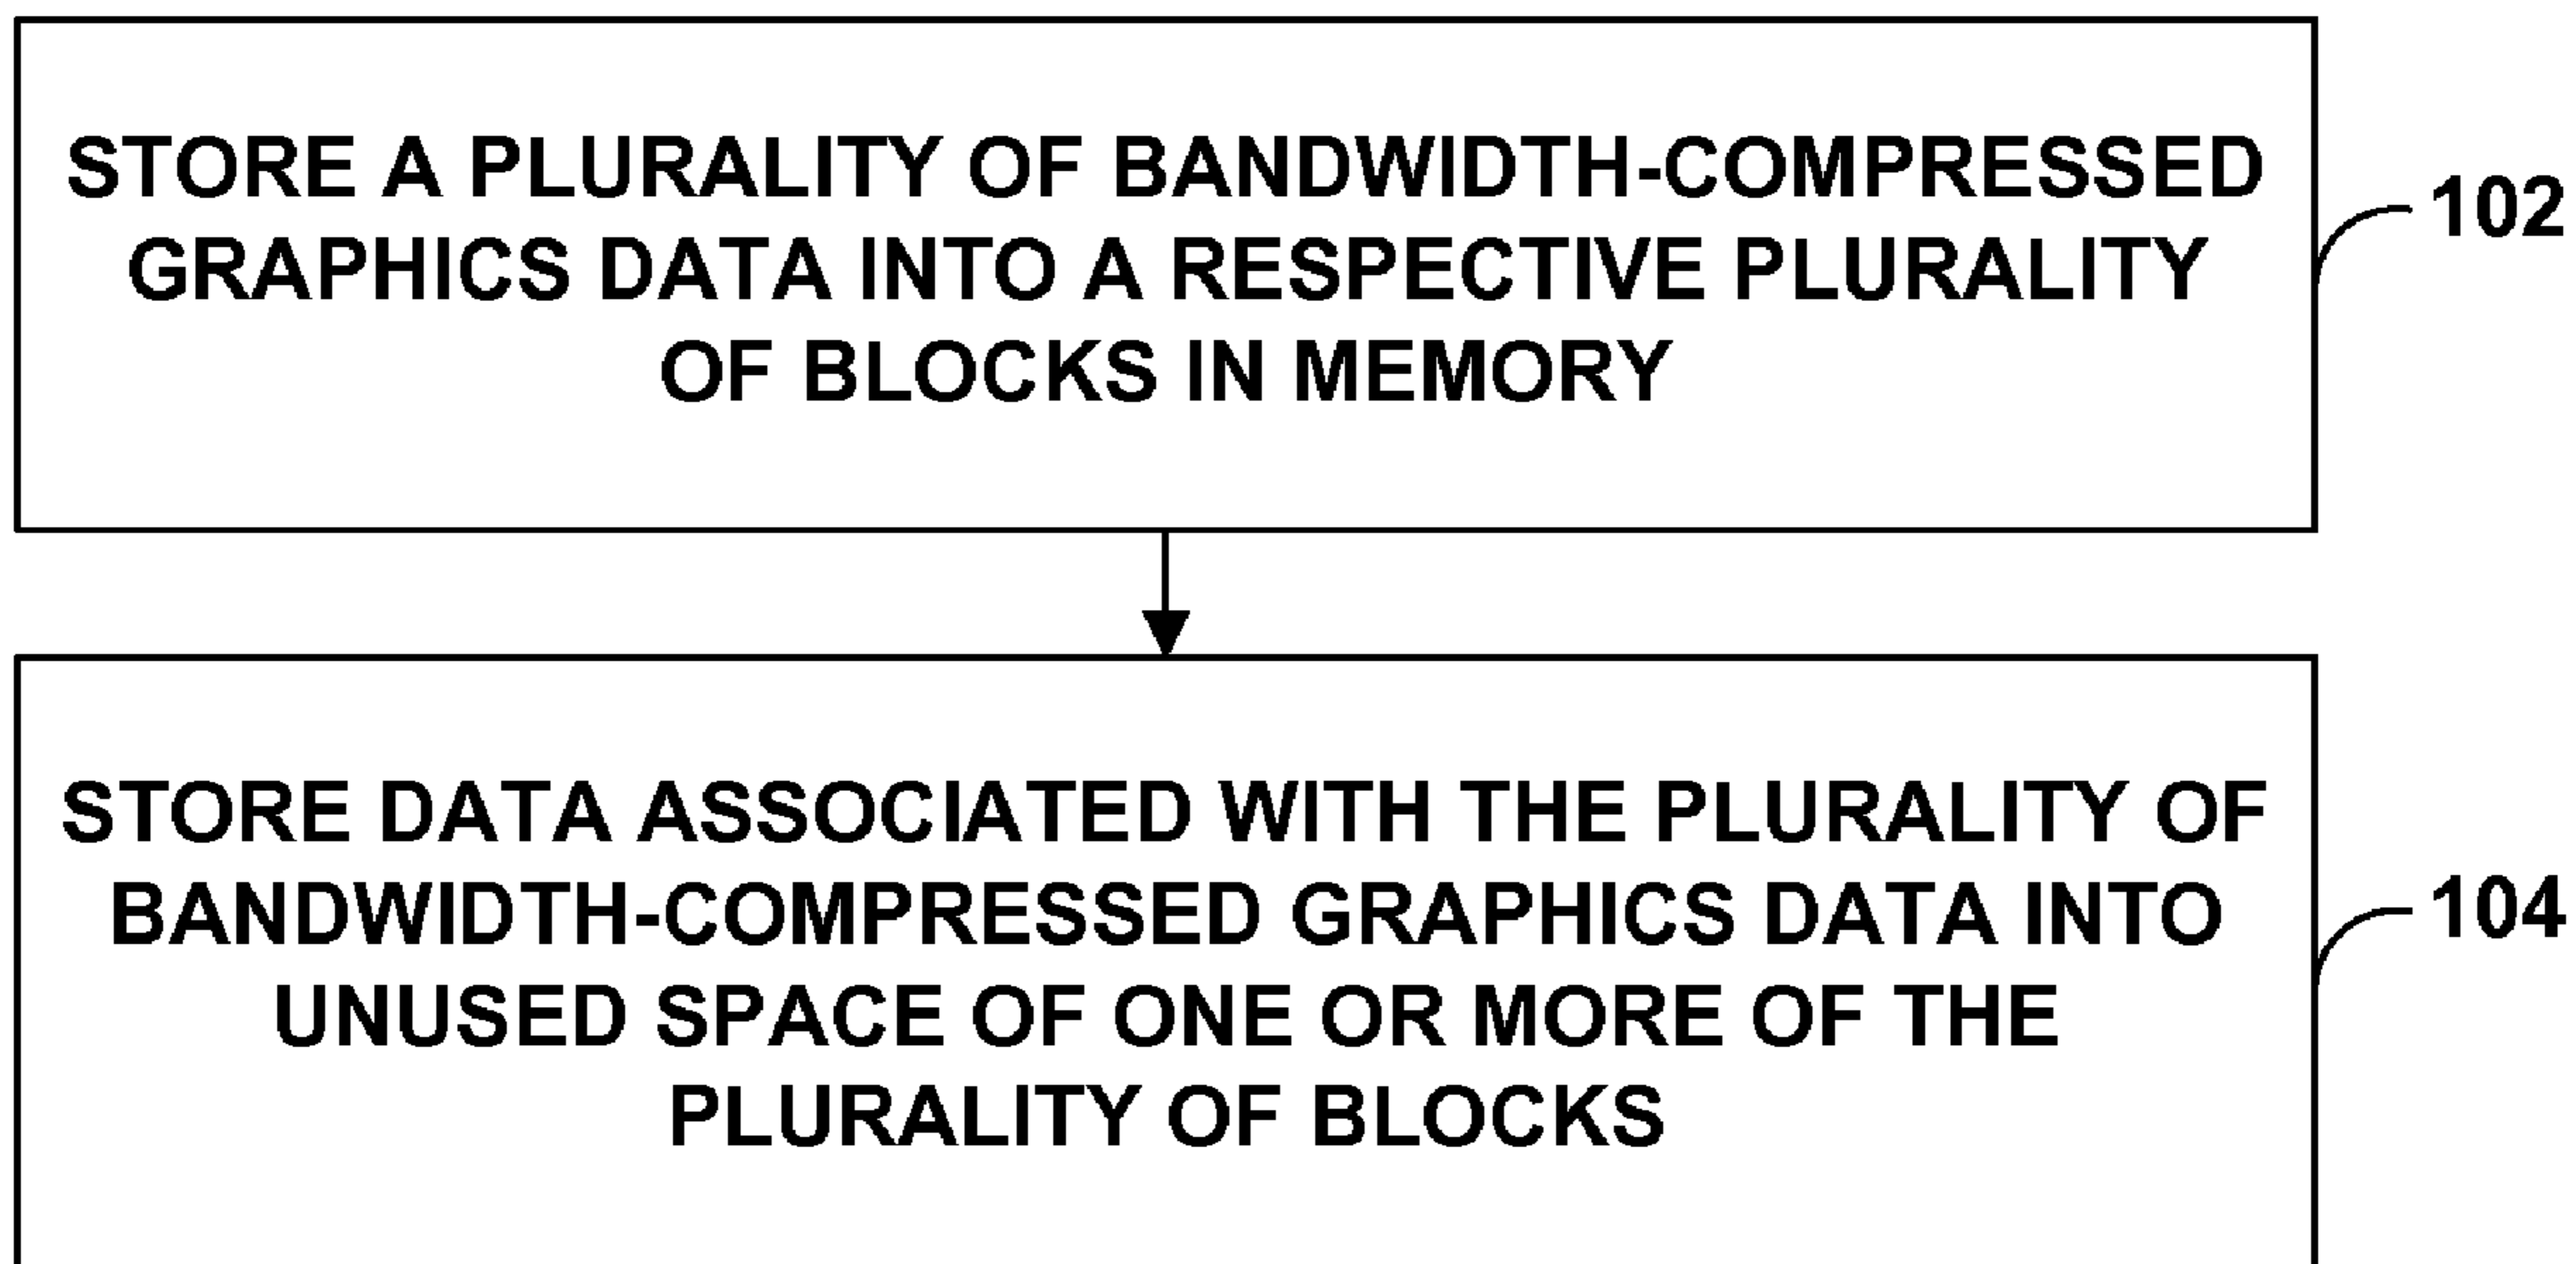 STORE A PLURALITY OF BANDWIDTH-COMPRESSED
GRAPHICS DATA INTO A RESPECTIVE PLURALITY
OF BLOCKS IN MEMORY
102
STORE DATA ASSOCIATED WITH THE PLURALITY OF
BANDWIDTH-COMPRESSED GRAPHICS DATA INTO
UNUSED SPACE OF ONE OR MORE OF THE
PLURALITY OF BLOCKS
104